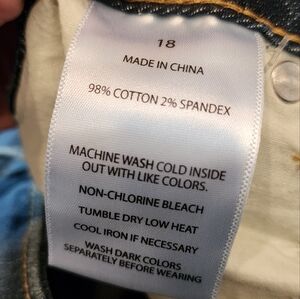 18
MADE IN CHINA
98% COTTON 2% SPANDEX
MACHINE WASH COLD INSIDE
OUT WITH LIKE COLORS.
NON-CHLORINE BLEACH
TUMBLE DRY LOW HEAT
COOL IRON IF NECESSARY
WASH DARK COLORS
SEPARATELY BEFORE WEARING